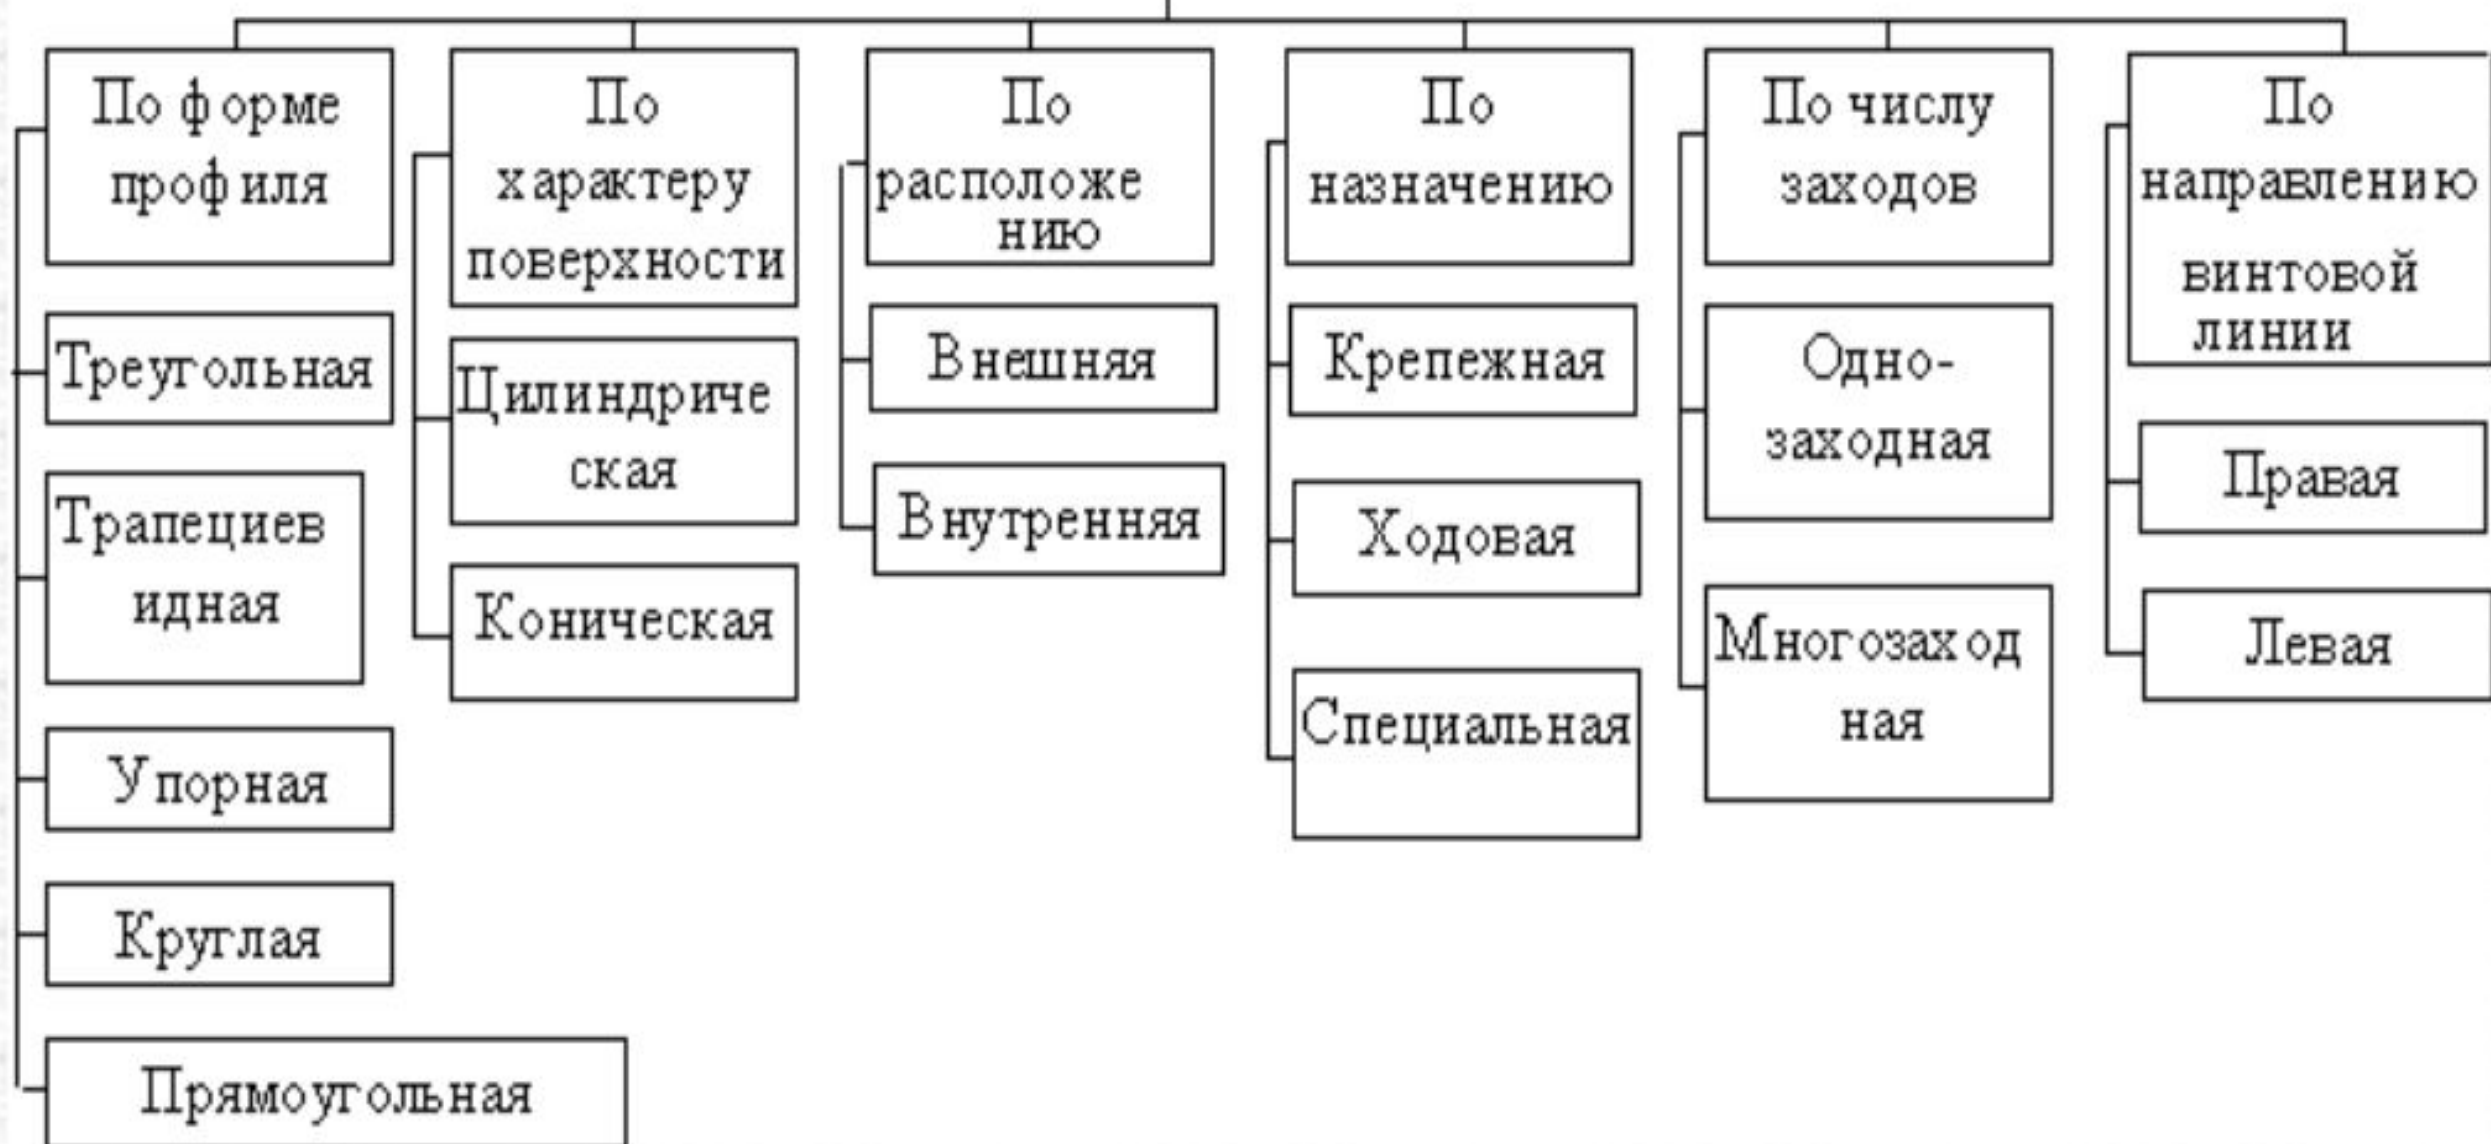 По форме
профиля
Треугольная
Трапециев
идная
Упорная
Круглая
Прямоугольная
По
характеру
поверхности
Цилиндриче
ская
Коническая
По
расположе
нию
Внешняя
Внутренняя
По
назначению
Крепежная
Ходовая
Специальная
По числу
заходов
Одно-
заходная
Многозаход
ная
По
направлению
винтовой
линии
Правая
Левая